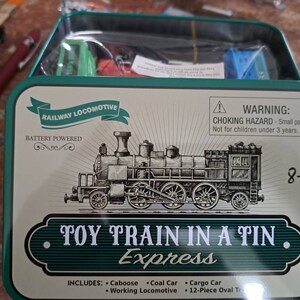 RAILWAY LOCOMOTIVE
BATTERY POWERED
WARNING:
CHOKING HAZARD - Small
Not for children under 3 years.
8-
TOY TRAIN IN A TIN
Express
INCLUDES: • Caboose • Coal Car • Cargo Car
• Working Locomotive • 12-Piece Oval